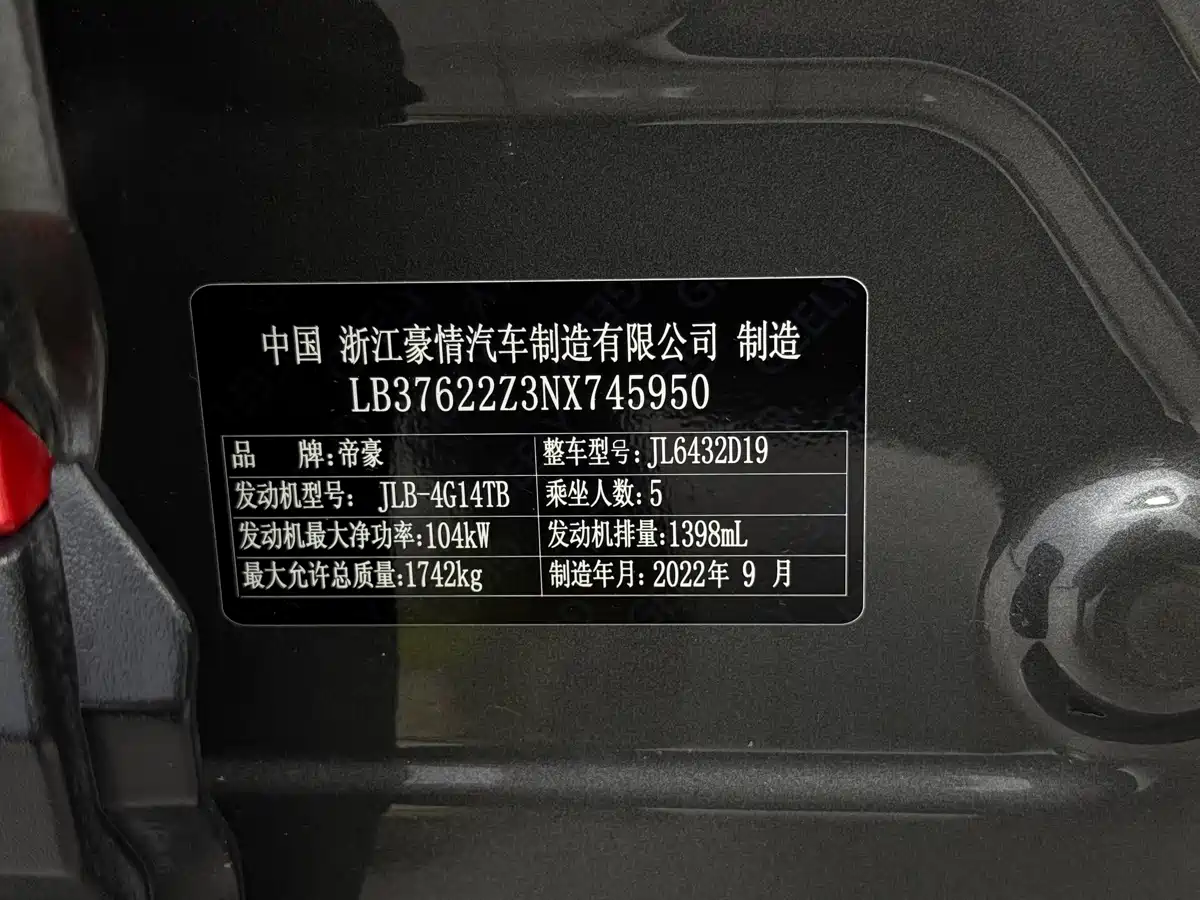 中国 浙江豪情汽车制造有限公司 制造
LB37622Z3NX745950
品 牌:帝豪 整车型号:JL6432D19
发动机型号: JLB-4G14TB 乘坐人数:5
发动机最大净功率:104kW 发动机排量:1398mL
最大允许总质量:1742kg 制造年月:2022年 9 月